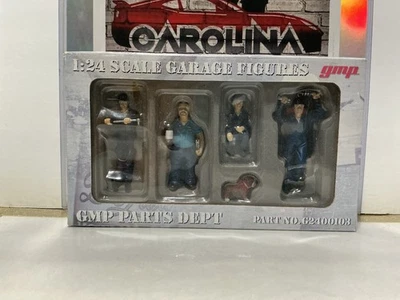 CAROLINA
1:24 SCALE GARAGE FIGURES gmp
GMP PARTS DEPT PART NO. G2400103